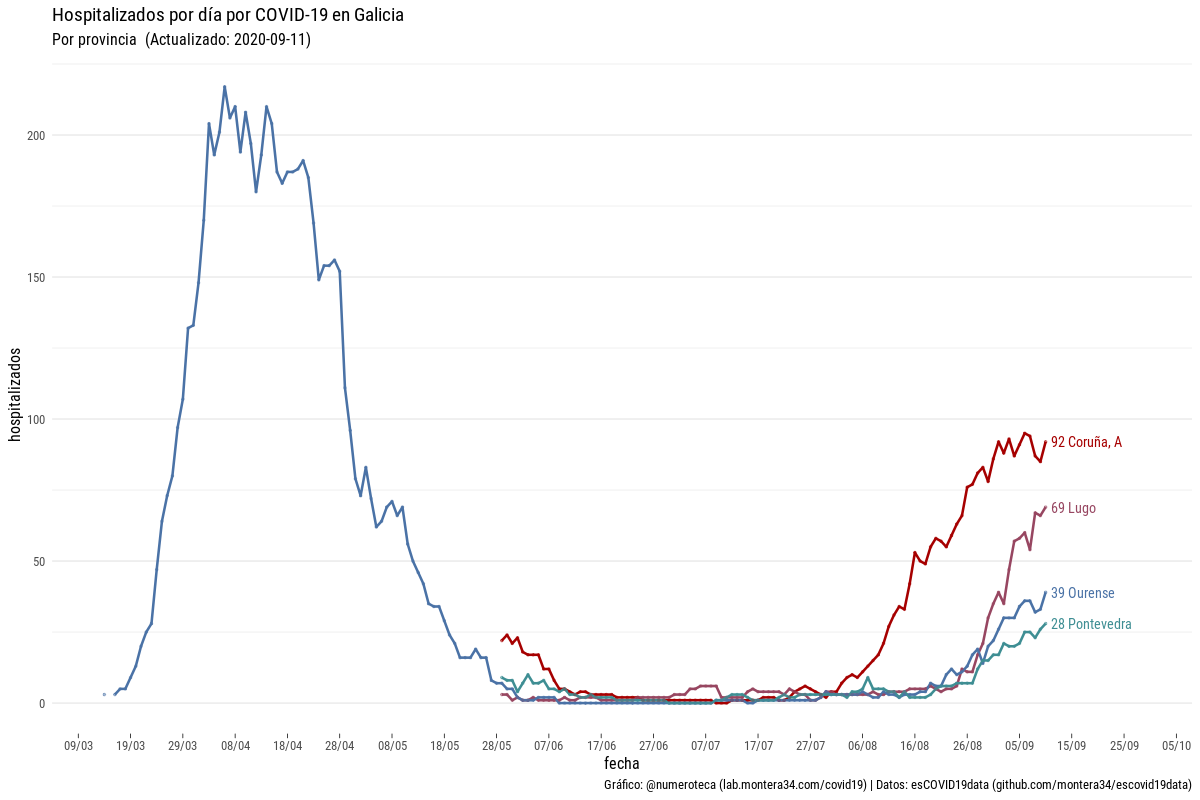 Hospitalizados por día por COVID-19 en Galicia
Por provincia  (Actualizado: 2020-09-11)
hospitalizados
200
150
100
50
0
92 Coruña, A
69 Lugo
39 Ourense
28 Pontevedra
09/03 19/03 29/03 08/04 18/04 28/04 08/05 18/05 28/05 07/06 17/06 27/06 07/07 17/07 27/07 06/08 16/08 26/08 05/09 15/09 25/09 05/10
fecha
Gráfico: @numeroteca (lab.montera34.com/covid19) | Datos: esCOVID19data (github.com/montera34/escovid19data)